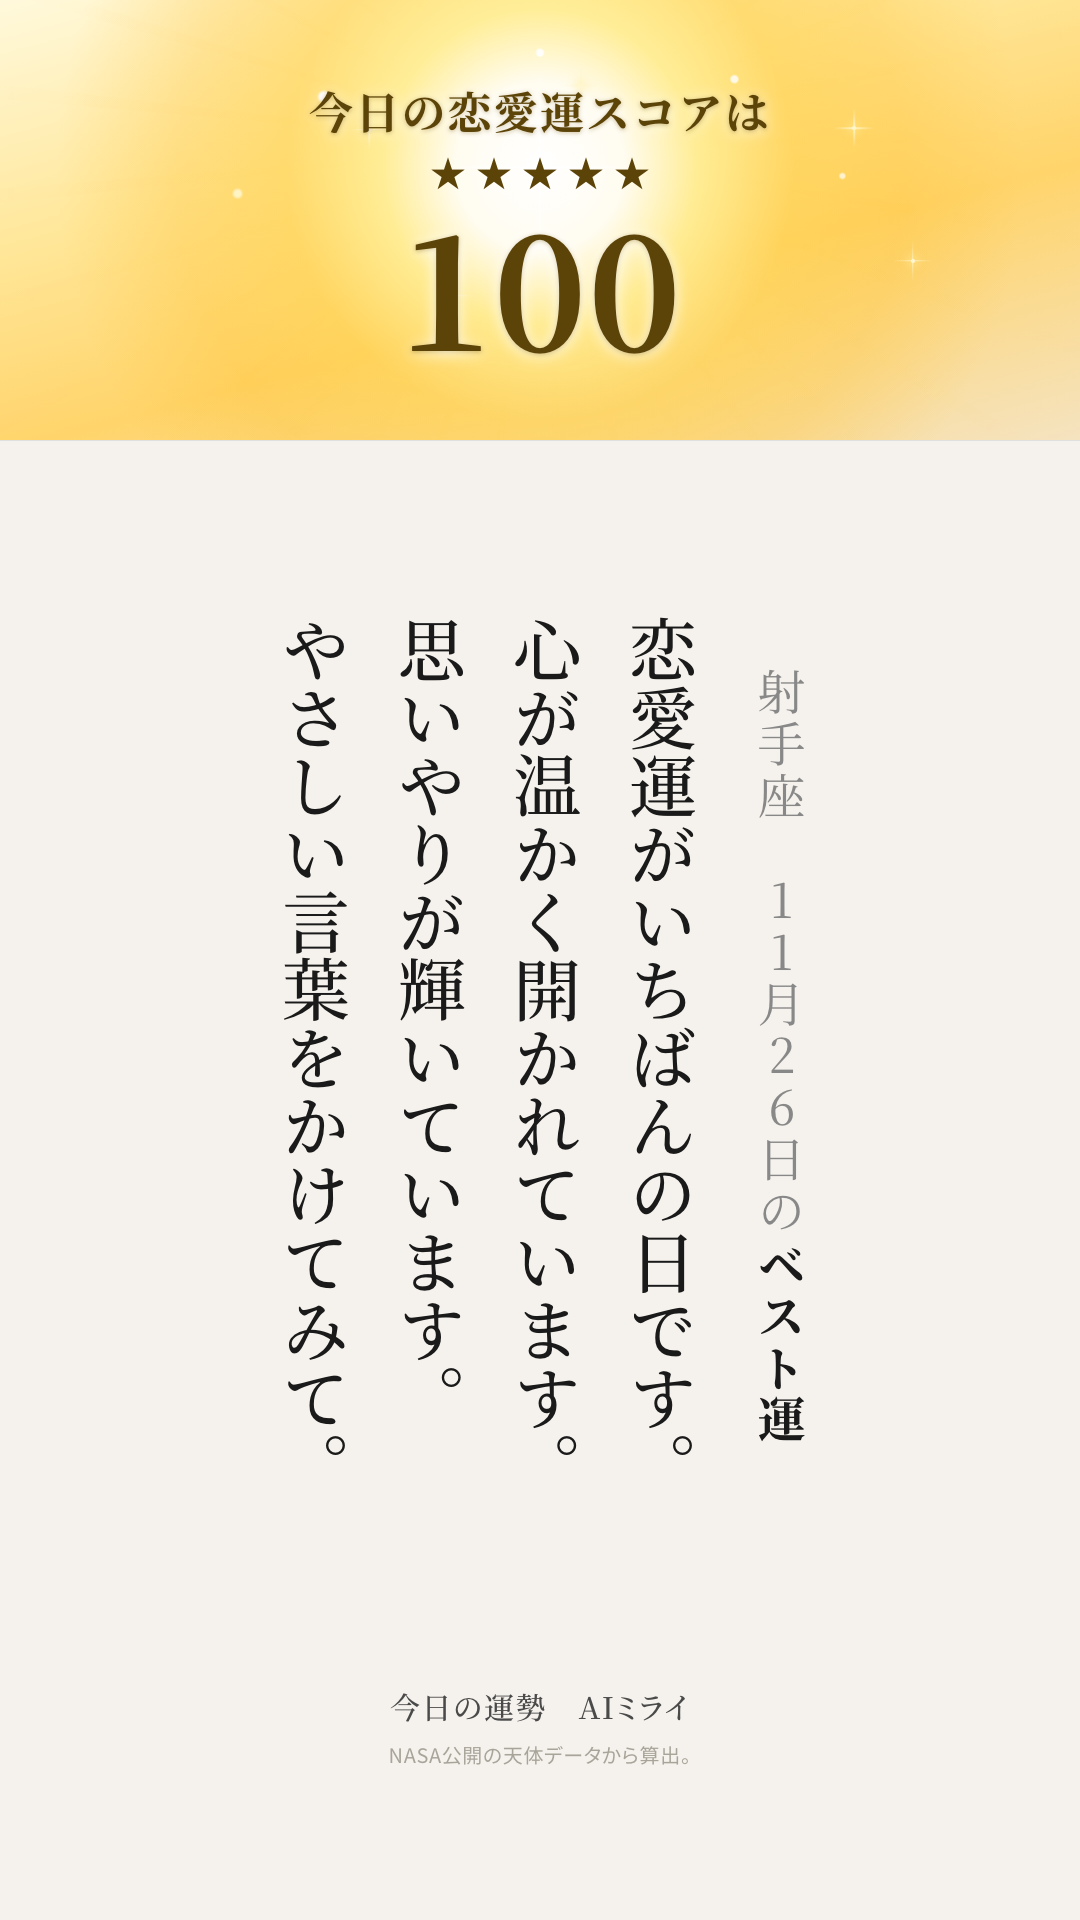 今日の恋愛運スコアは
★★★★★
100
射手座　11月26日のベスト運
恋愛運がいちばんの日です。
心が温かく開かれています。
思いやりが輝いています。
やさしい言葉をかけてみて。
今日の運勢　AIミライ
NASA公開の天体データから算出。